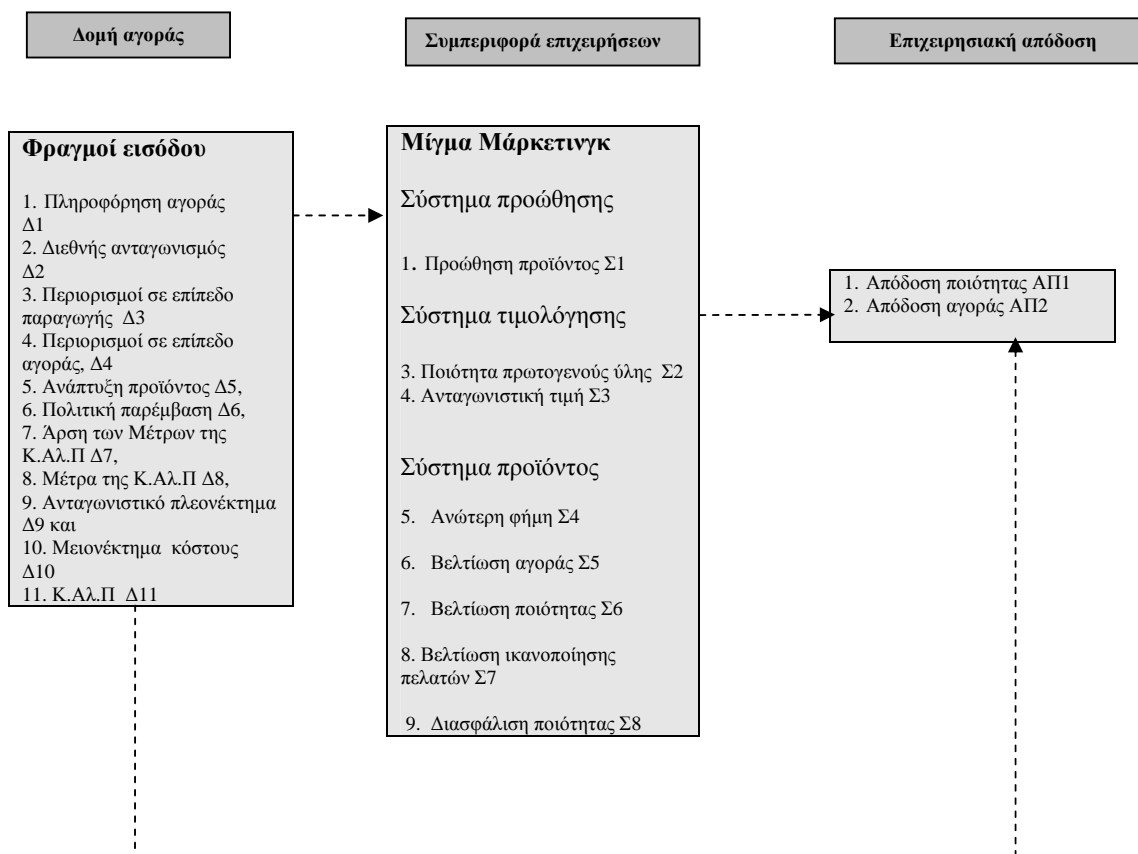 Δομή αγοράς
Συμπεριφορά επιχειρήσεων
Επιχειρησιακή απόδοση
Φραγμοί εισόδου
1. Πληροφόρηση αγοράς
Δ1
2. Διεθνής ανταγωνισμός
Δ2
3. Περιορισμοί σε επίπεδο
παραγωγής Δ3
4. Περιορισμοί σε επίπεδο
αγοράς, Δ4
5. Ανάπτυξη προϊόντος Δ5,
6. Πολιτική παρέμβαση Δ6,
7. Άρση των Μέτρων της
Κ.Αλ.Π Δ7,
8. Μέτρα της Κ.Αλ.Π Δ8,
9. Ανταγωνιστικό πλεονέκτημα
Δ9 και
10. Μειονέκτημα κόστους
Δ10
11. Κ.Αλ.Π Δ11
Μίγμα Μάρκετινγκ
Σύστημα προώθησης
1. Προώθηση προϊόντος Σ1
Σύστημα τιμολόγησης
3. Ποιότητα πρωτογενούς ύλης Σ2
4. Ανταγωνιστική τιμή Σ3
Σύστημα προϊόντος
5. Ανώτερη φήμη Σ4
6. Βελτίωση αγοράς Σ5
7. Βελτίωση ποιότητας Σ6
8. Βελτίωση ικανοποίησης
πελατών Σ7
9. Διασφάλιση ποιότητας Σ8
1. Απόδοση ποιότητας ΑΠ1
2. Απόδοση αγοράς ΑΠ2